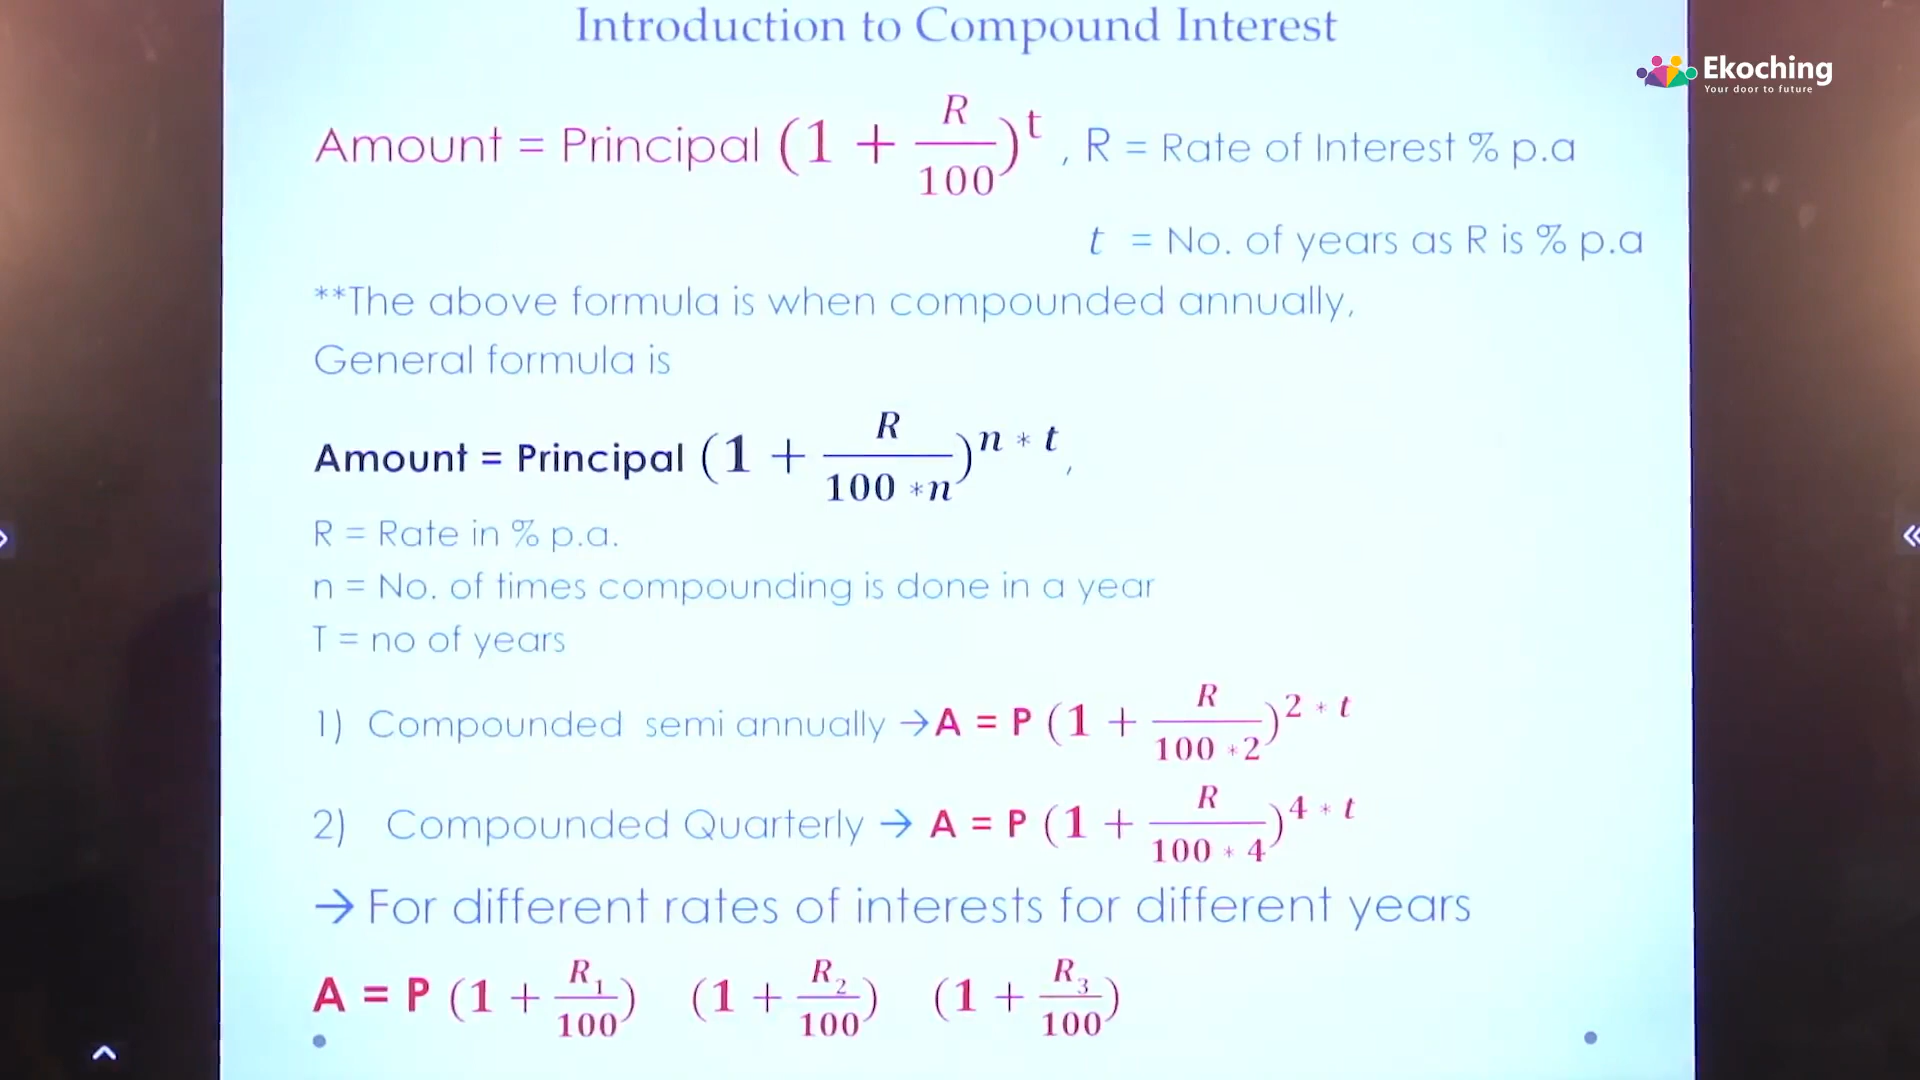 Introduction to Compound Interest
Ekoching
Your door to future
Amount = Principal (1 + R/100)^t , R = Rate of Interest % p.a
t = No. of years as R is % p.a
**The above formula is when compounded annually,
General formula is
Amount = Principal (1 + R/(100 *n))^(n * t),
R = Rate in % p.a.
n = No. of times compounding is done in a year
T = no of years
1) Compounded semi annually →A = P (1 + R/(100 *2))^(2 * t)
2) Compounded Quarterly → A = P (1 + R/(100 * 4))^(4 * t)
→ For different rates of interests for different years
A = P (1 + R₁/100) (1 + R₂/100) (1 + R₃/100)